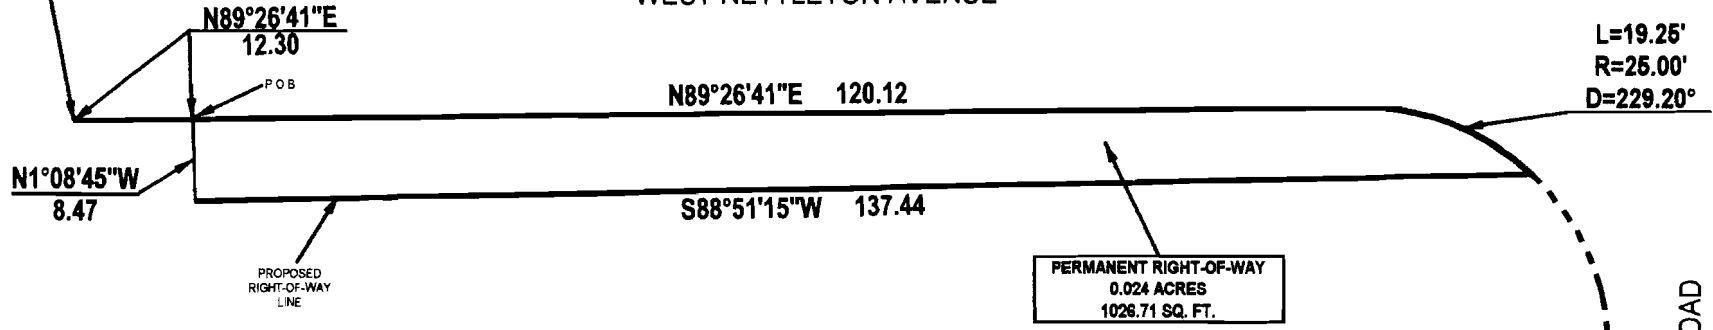 N89°26'41"E
12.30
POB
N89°26'41"E 120.12
L=19.25'
R=25.00'
D=229.20°
N1°08'45"W
8.47
S88°51'15"W 137.44
PROPOSED
RIGHT-OF-WAY
LINE
PERMANENT RIGHT-OF-WAY
0.024 ACRES
1026.71 SQ. FT.